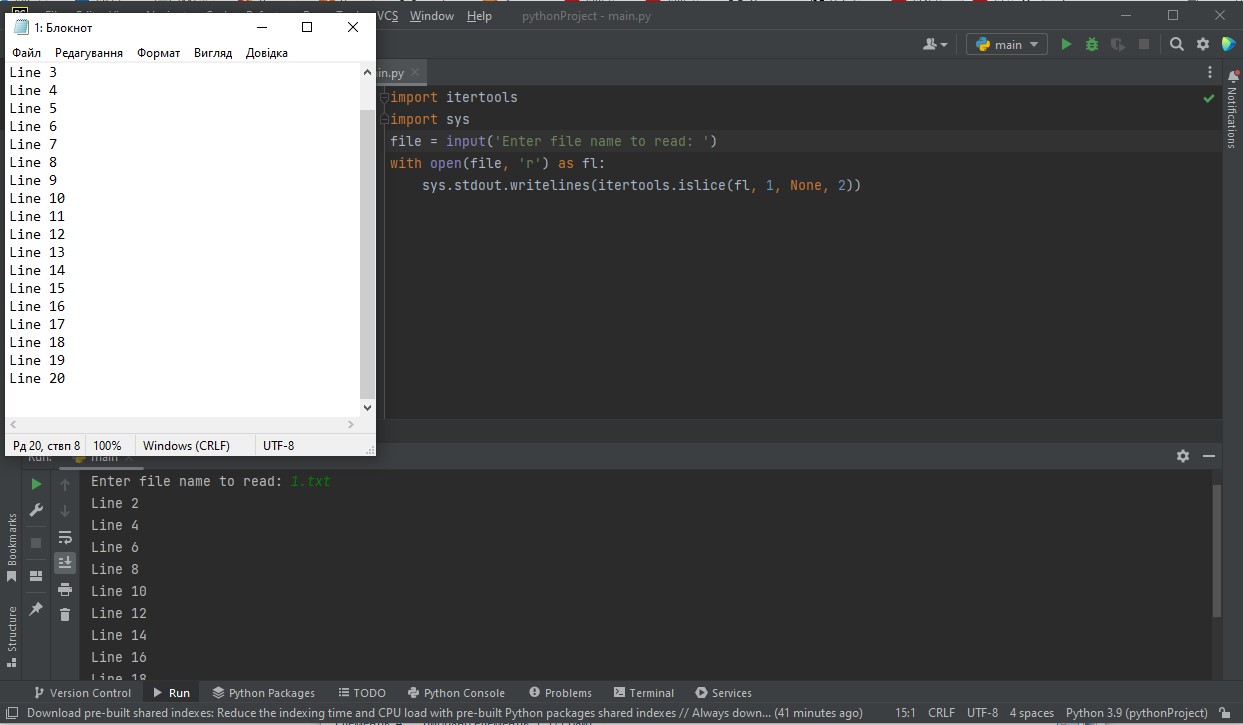 1: Блокнот
Файл Редагування Формат Вигляд Довідка
Line 3
Line 4
Line 5
Line 6
Line 7
Line 8
Line 9
Line 10
Line 11
Line 12
Line 13
Line 14
Line 15
Line 16
Line 17
Line 18
Line 19
Line 20
Рд 20, ствп 8 100% Windows (CRLF) UTF-8
VCS Window Help pythonProject - main.py
main
in.py
import itertools
import sys
file = input('Enter file name to read: ')
with open(file, 'r') as fl:
    sys.stdout.writelines(itertools.islice(fl, 1, None, 2))
Notifications
Run: main
Enter file name to read: 1.txt
Line 2
Line 4
Line 6
Line 8
Line 10
Line 12
Line 14
Line 16
Line 18
Bookmarks
Structure
Version Control Run Python Packages TODO Python Console Problems Terminal Services
Download pre-built shared indexes: Reduce the indexing time and CPU load with pre-built Python packages shared indexes // Always down... (41 minutes ago) 15:1 CRLF UTF-8 4 spaces Python 3.9 (pythonProject)